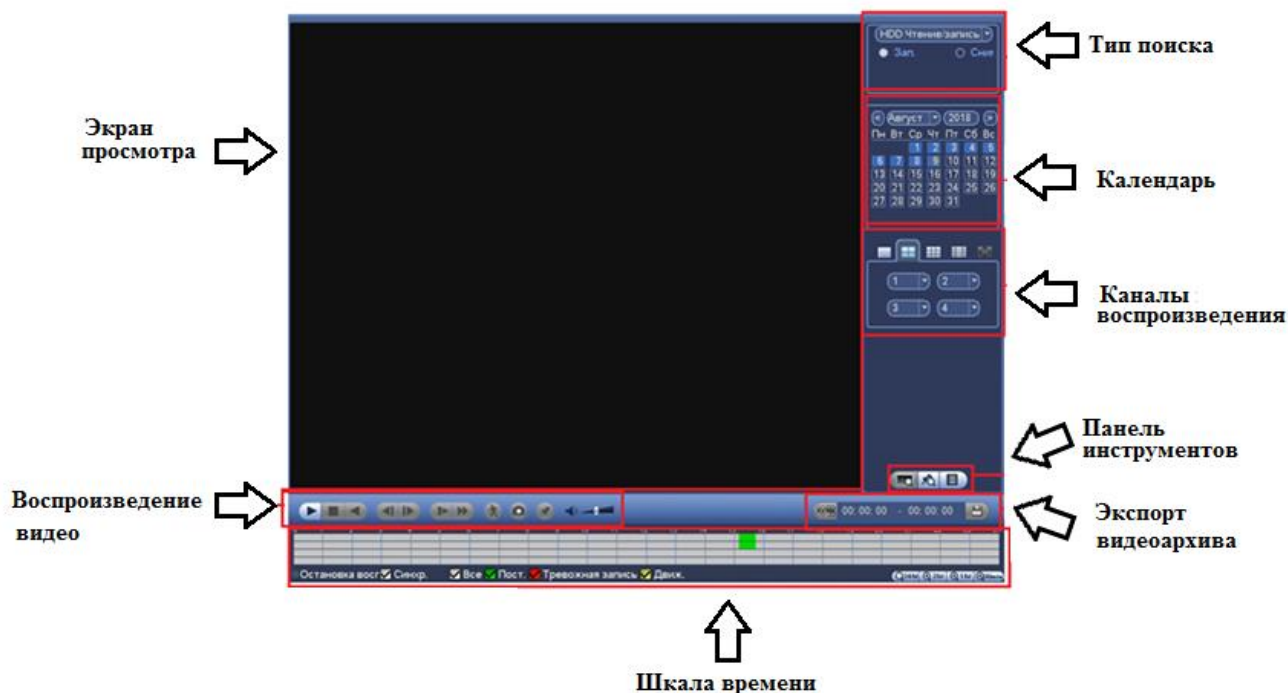 HDD Чтение/запись
Зап.
Тип поиска
Экран
просмотра
« Август 2018 »
Пн Вт Ср Чт Пт Сб Вс
1 2 3 4 5
6 7 8 9 10 11 12
13 14 15 16 17 18 19
20 21 22 23 24 25 26
27 28 29 30 31
Календарь
1 2
3 4
Каналы
воспроизведения
Панель
инструментов
Воспроизведение
видео
00: 00: 00 - 00: 00: 00
Экспорт
видеоархива
Остановка восп Синхр. Все Пост. Тревожная запись Движ.
Шкала времени